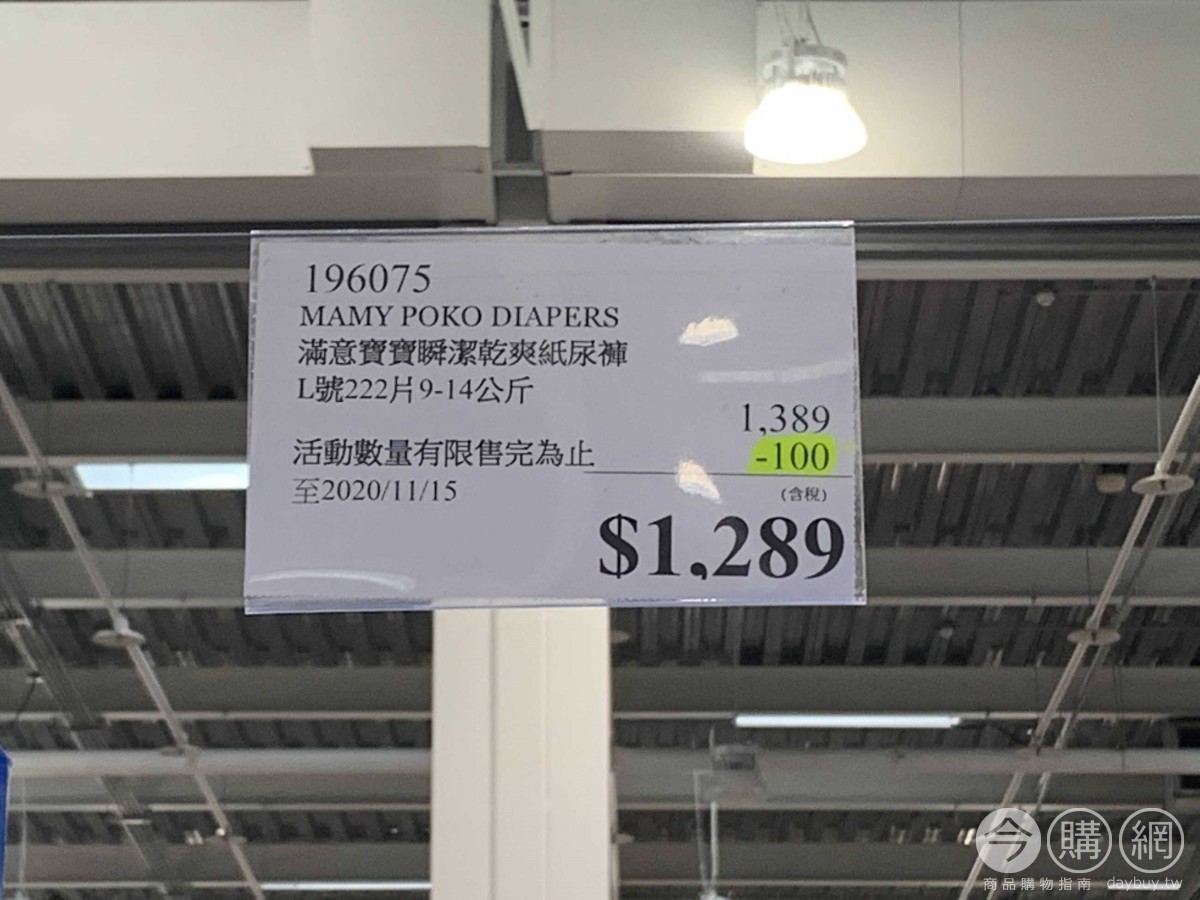 196075
MAMY POKO DIAPERS
滿意寶寶瞬潔乾爽紙尿褲
L號222片9-14公斤
1,389
活動數量有限售完為止
-100
至2020/11/15
(含稅)
$1,289
今購網
商品購物指南 daybuy.tw